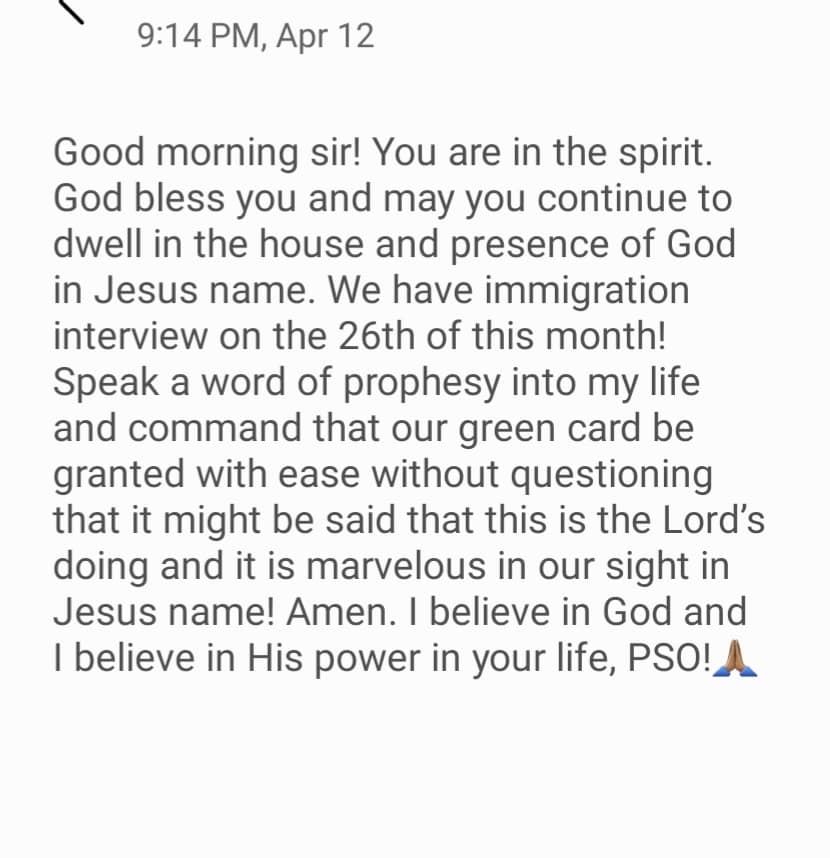 9:14 PM, Apr 12
Good morning sir! You are in the spirit.
God bless you and may you continue to
dwell in the house and presence of God
in Jesus name. We have immigration
interview on the 26th of this month!
Speak a word of prophesy into my life
and command that our green card be
granted with ease without questioning
that it might be said that this is the Lord’s
doing and it is marvelous in our sight in
Jesus name! Amen. I believe in God and
I believe in His power in your life, PSO!🙏🏽